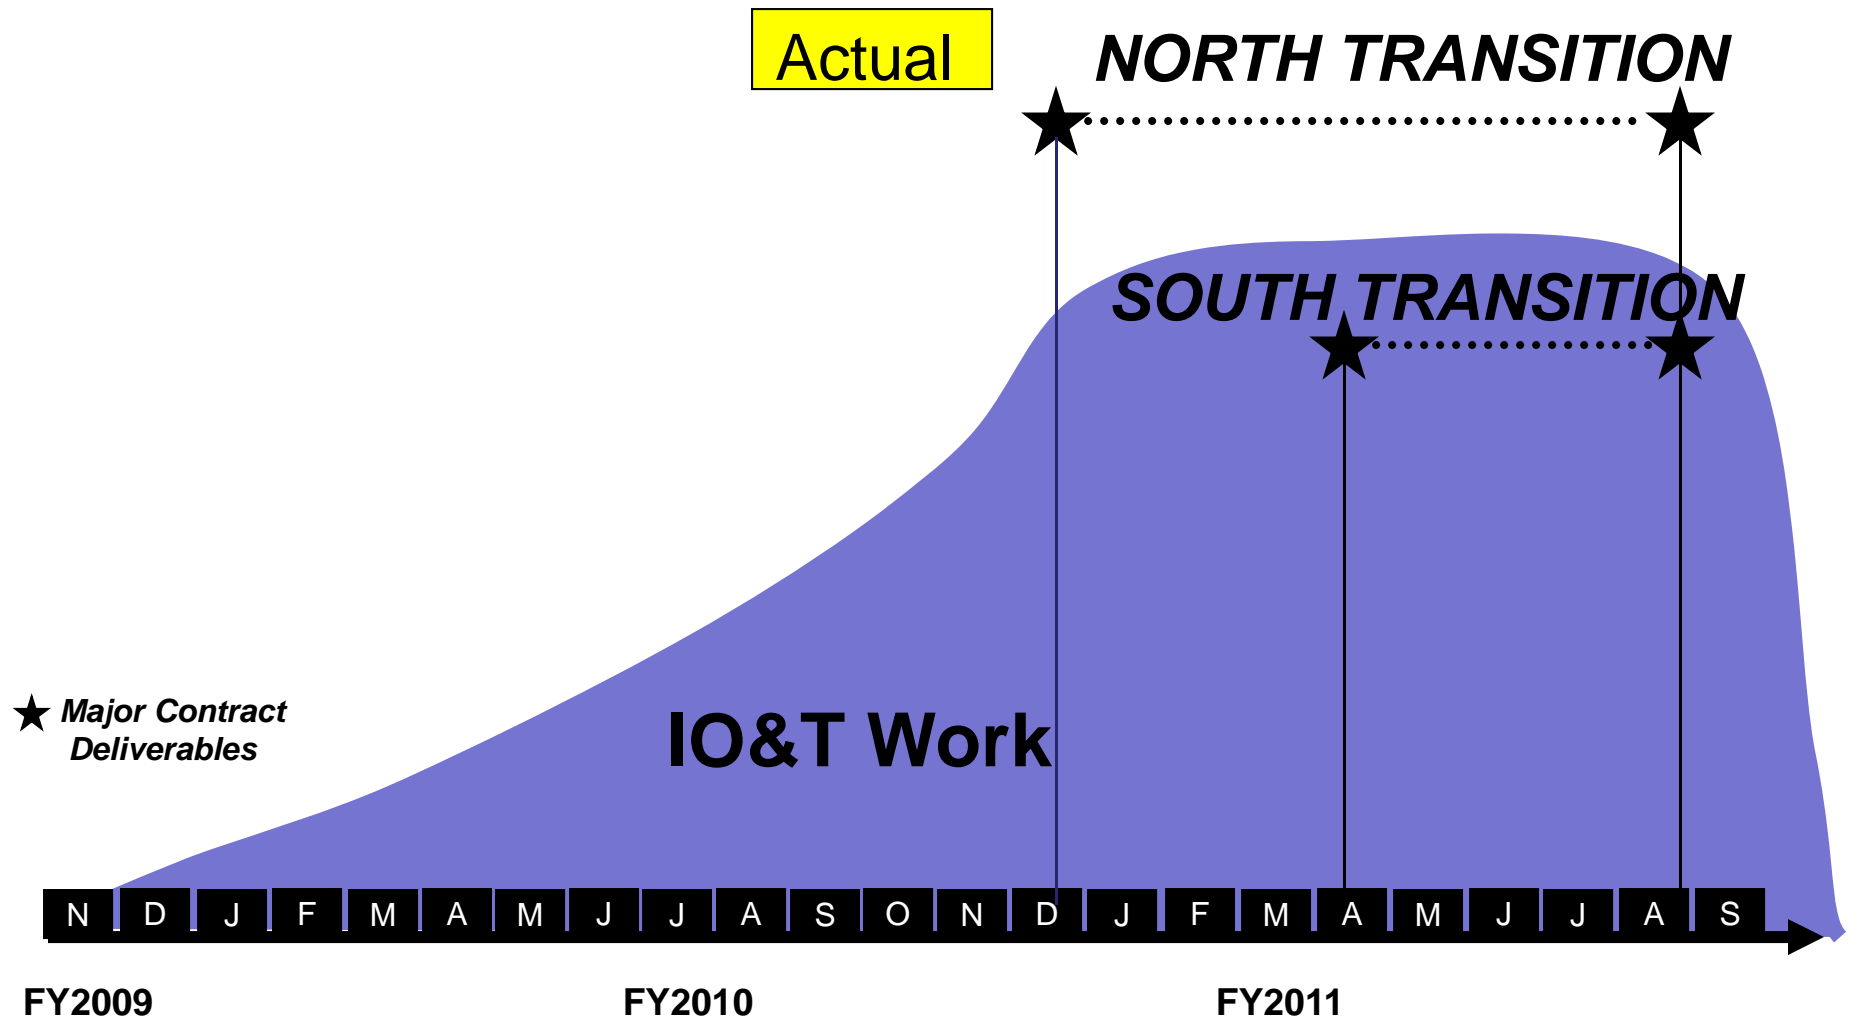 Actual
NORTH TRANSITION
SOUTH TRANSITION
Major Contract
Deliverables
IO&T Work
N D J F M A M J J A S O N D J F M A M J J A S
FY2009 FY2010 FY2011